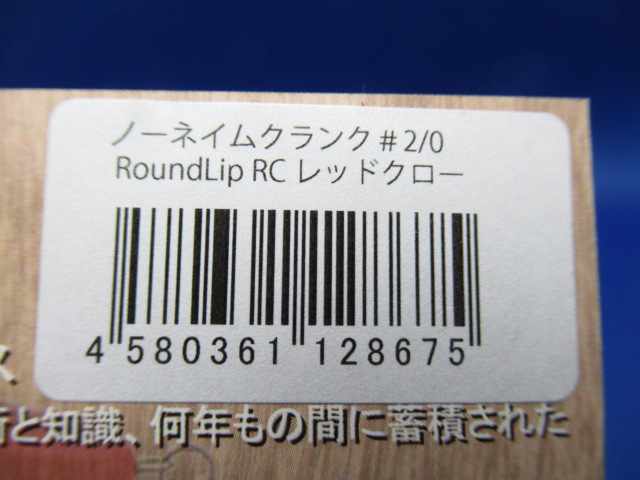 ノーネイムクランク#2/0
RoundLip RC レッドクロー
4 580361 128675
と知識、何年もの間に蓄積された